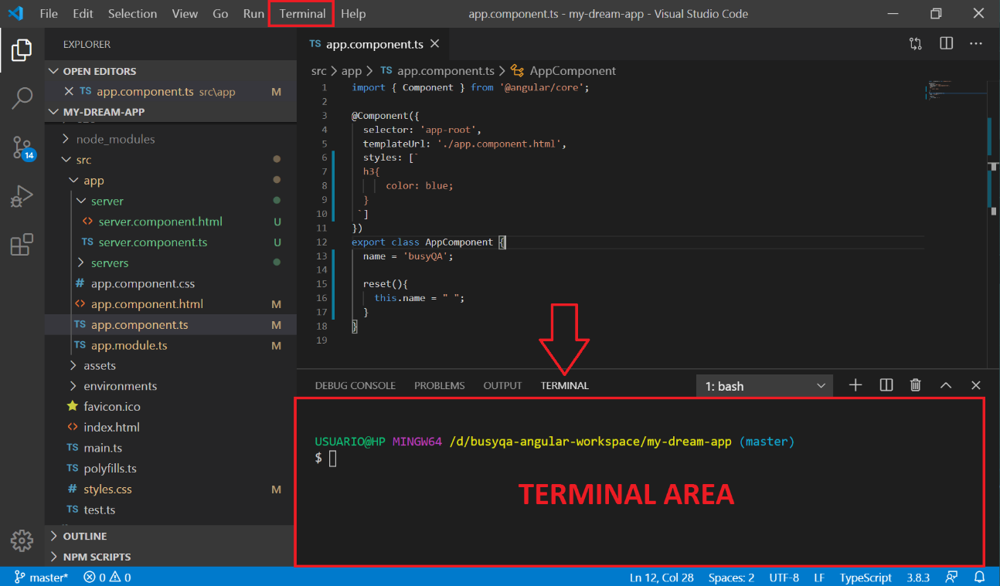 File Edit Selection View Go Run Terminal Help app.component.ts - my-dream-app - Visual Studio Code
EXPLORER
OPEN EDITORS
TS app.component.ts src\app M
MY-DREAM-APP
node_modules
src
app
server
server.component.html U
TS server.component.ts U
servers
# app.component.css
<> app.component.html M
TS app.component.ts M
TS app.module.ts M
assets
environments
favicon.ico
<> index.html
TS main.ts
TS polyfills.ts
# styles.css M
TS test.ts
OUTLINE
NPM SCRIPTS
14
TS app.component.ts
src > app > TS app.component.ts > AppComponent
1 import { Component } from '@angular/core';
2
3 @Component({
4 selector: 'app-root',
5 templateUrl: './app.component.html',
6 styles: [`
7 h3{
8 color: blue;
9 }
10 `]
11 })
12 export class AppComponent {
13 name = 'busyQA';
14
15 reset(){
16 this.name = " ";
17 }
18 }
19
DEBUG CONSOLE PROBLEMS OUTPUT TERMINAL 1: bash
USUARIO@HP MINGW64 /d/busyqa-angular-workspace/my-dream-app (master)
$
TERMINAL AREA
master* 0 0 Ln 12, Col 28 Spaces: 2 UTF-8 LF TypeScript 3.8.3